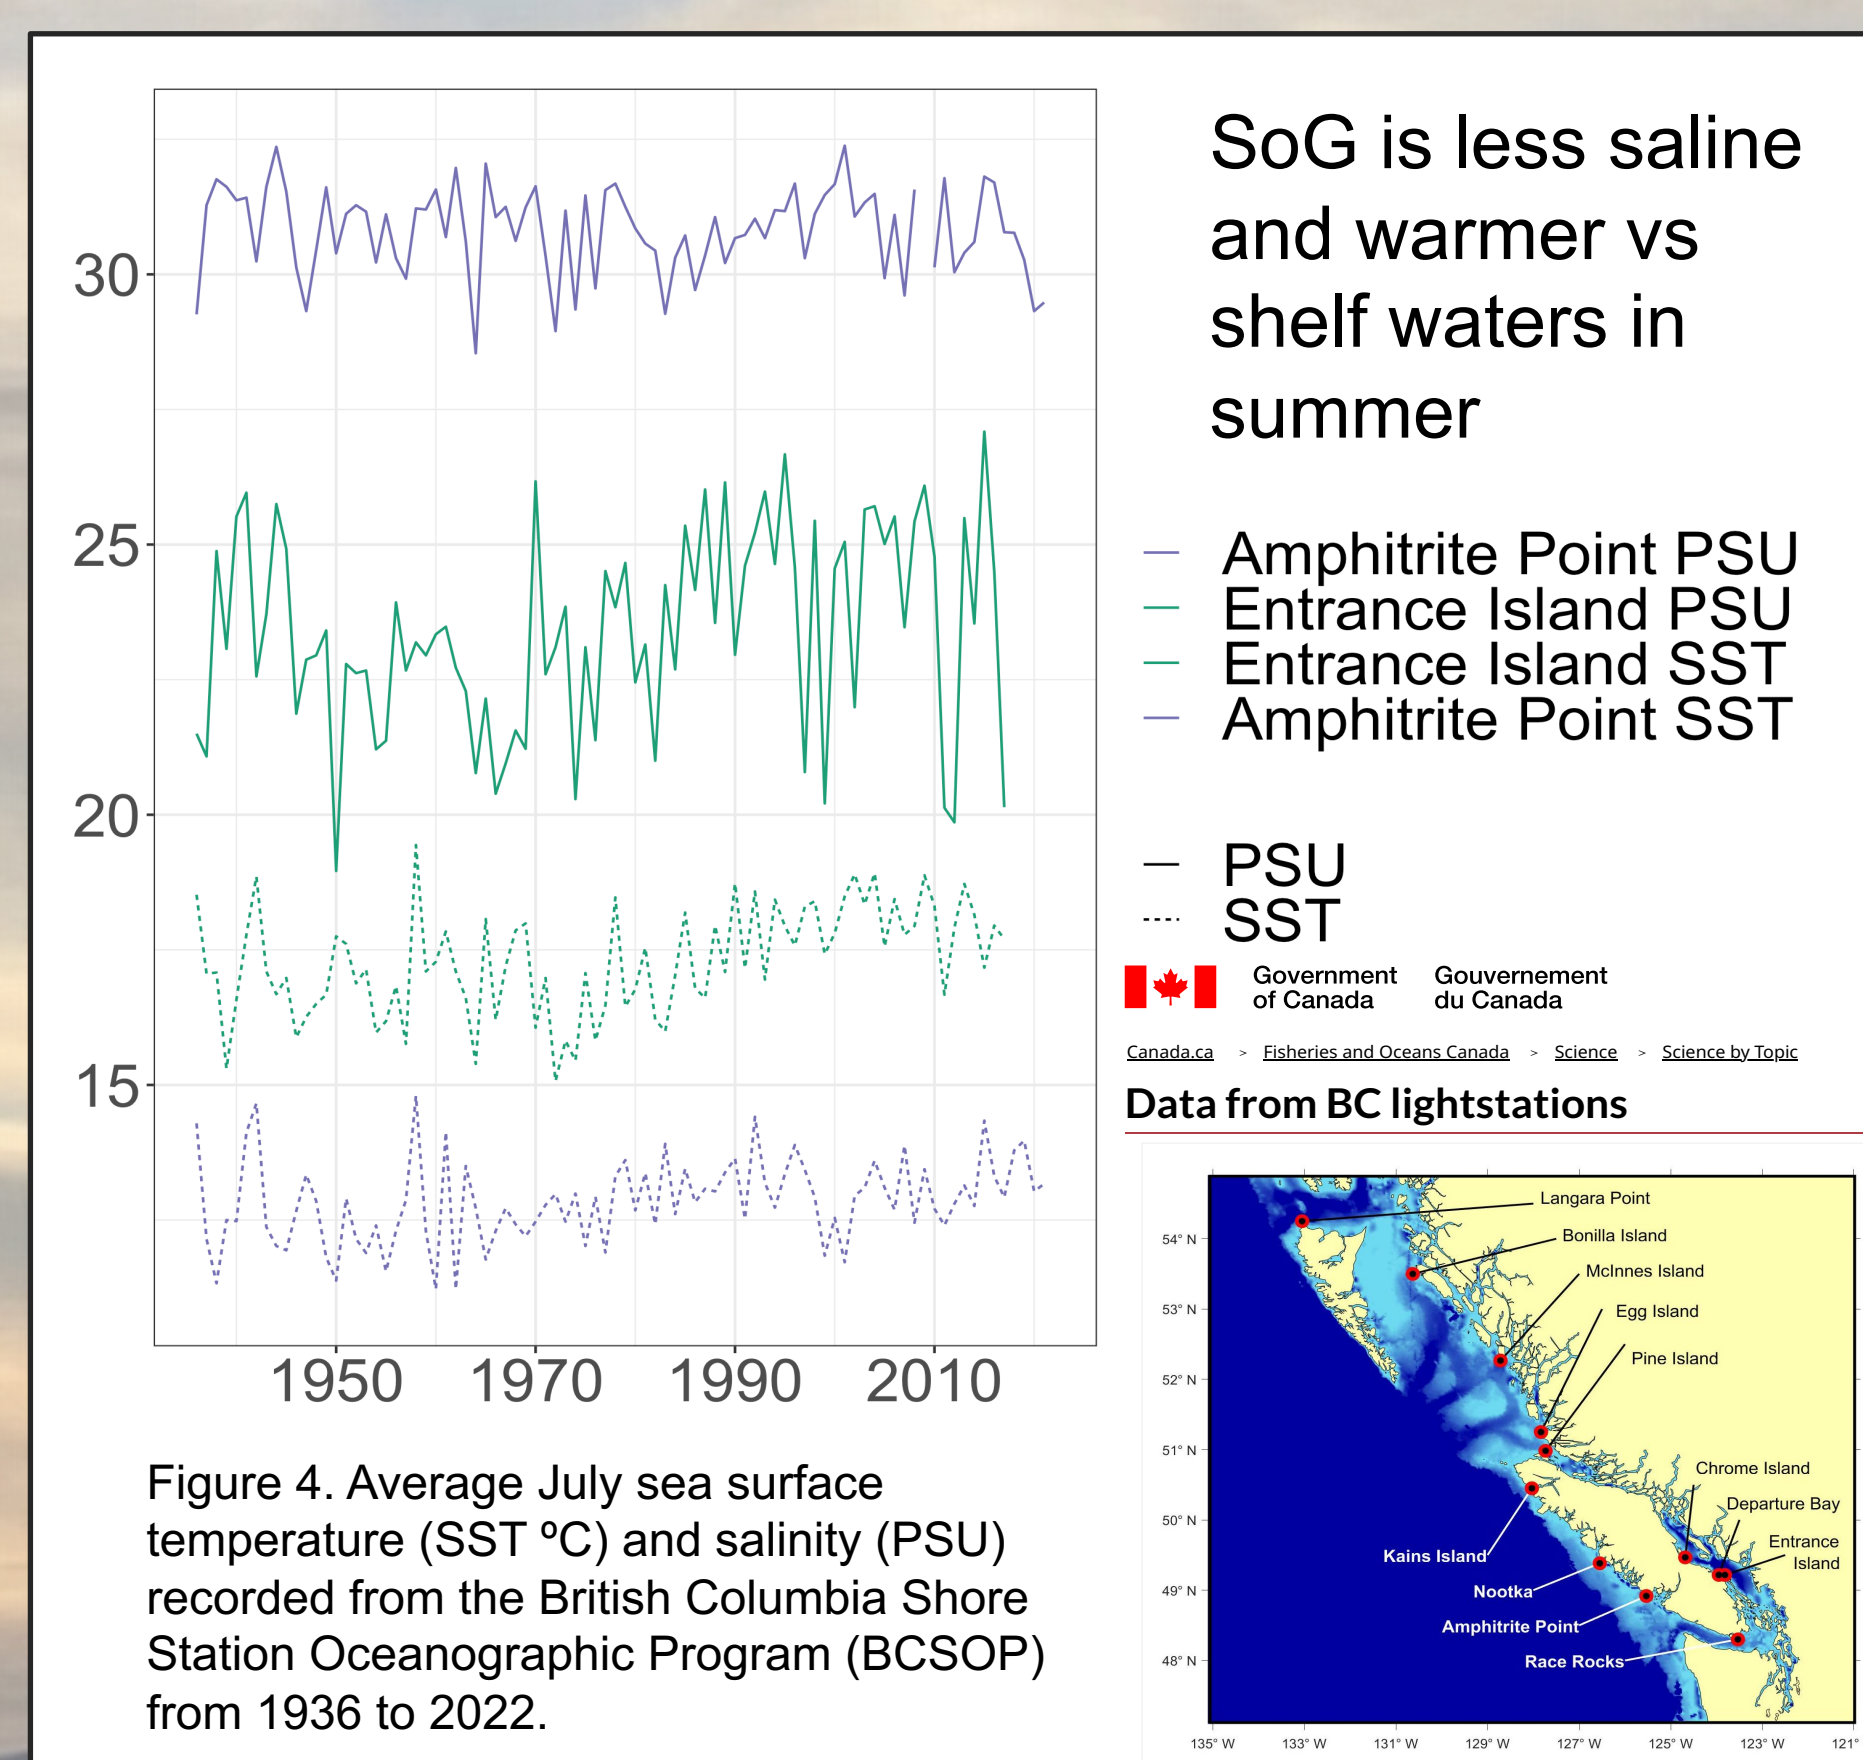 30
25
20
15
1950 1970 1990 2010
Figure 4. Average July sea surface
temperature (SST ºC) and salinity (PSU)
recorded from the British Columbia Shore
Station Oceanographic Program (BCSOP)
from 1936 to 2022.
SoG is less saline
and warmer vs
shelf waters in
summer
Amphitrite Point PSU
Entrance Island PSU
Entrance Island SST
Amphitrite Point SST
PSU
SST
Government Gouvernement
of Canada du Canada
Canada.ca > Fisheries and Oceans Canada > Science > Science by Topic
Data from BC lightstations
Langara Point
54° N
Bonilla Island
McInnes Island
53° N
Egg Island
Pine Island
52° N
51° N
Chrome Island
Departure Bay
50° N
Entrance
Island
Kains Island
Nootka
49° N
Amphitrite Point
Race Rocks
48° N
135° W 133° W 131° W 129° W 127° W 125° W 123° W 121°